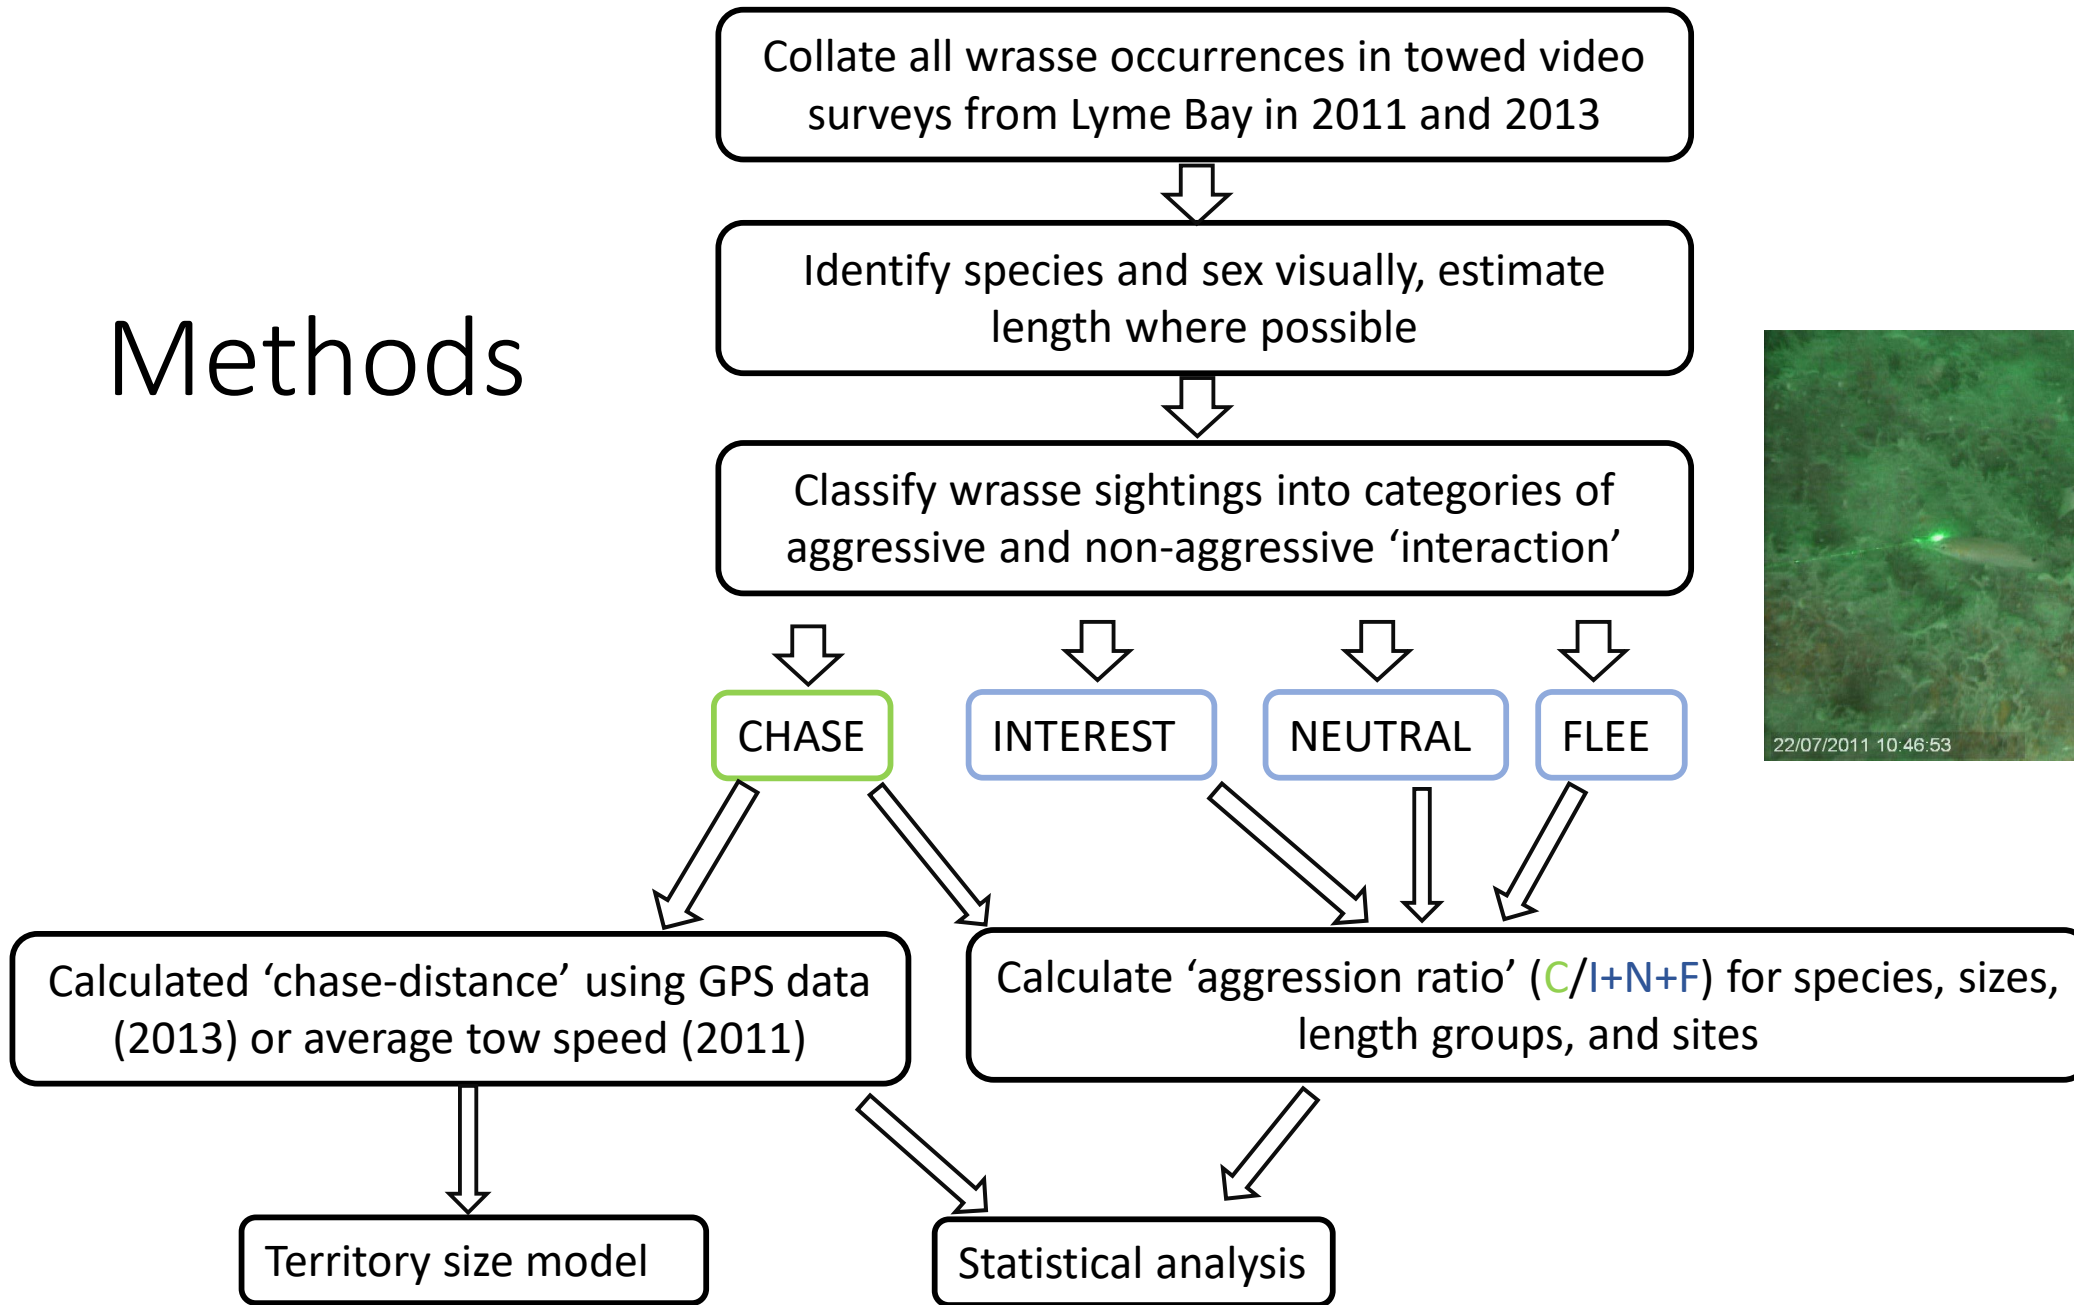 Collate all wrasse occurrences in towed video
surveys from Lyme Bay in 2011 and 2013
Identify species and sex visually, estimate
length where possible
Methods
Classify wrasse sightings into categories of
aggressive and non-aggressive ‘interaction’
CHASE
INTEREST
NEUTRAL
FLEE
22/07/2011 10:46:53
Calculated ‘chase-distance’ using GPS data
(2013) or average tow speed (2011)
Calculate ‘aggression ratio’ (C/I+N+F) for species, sizes,
length groups, and sites
Territory size model
Statistical analysis